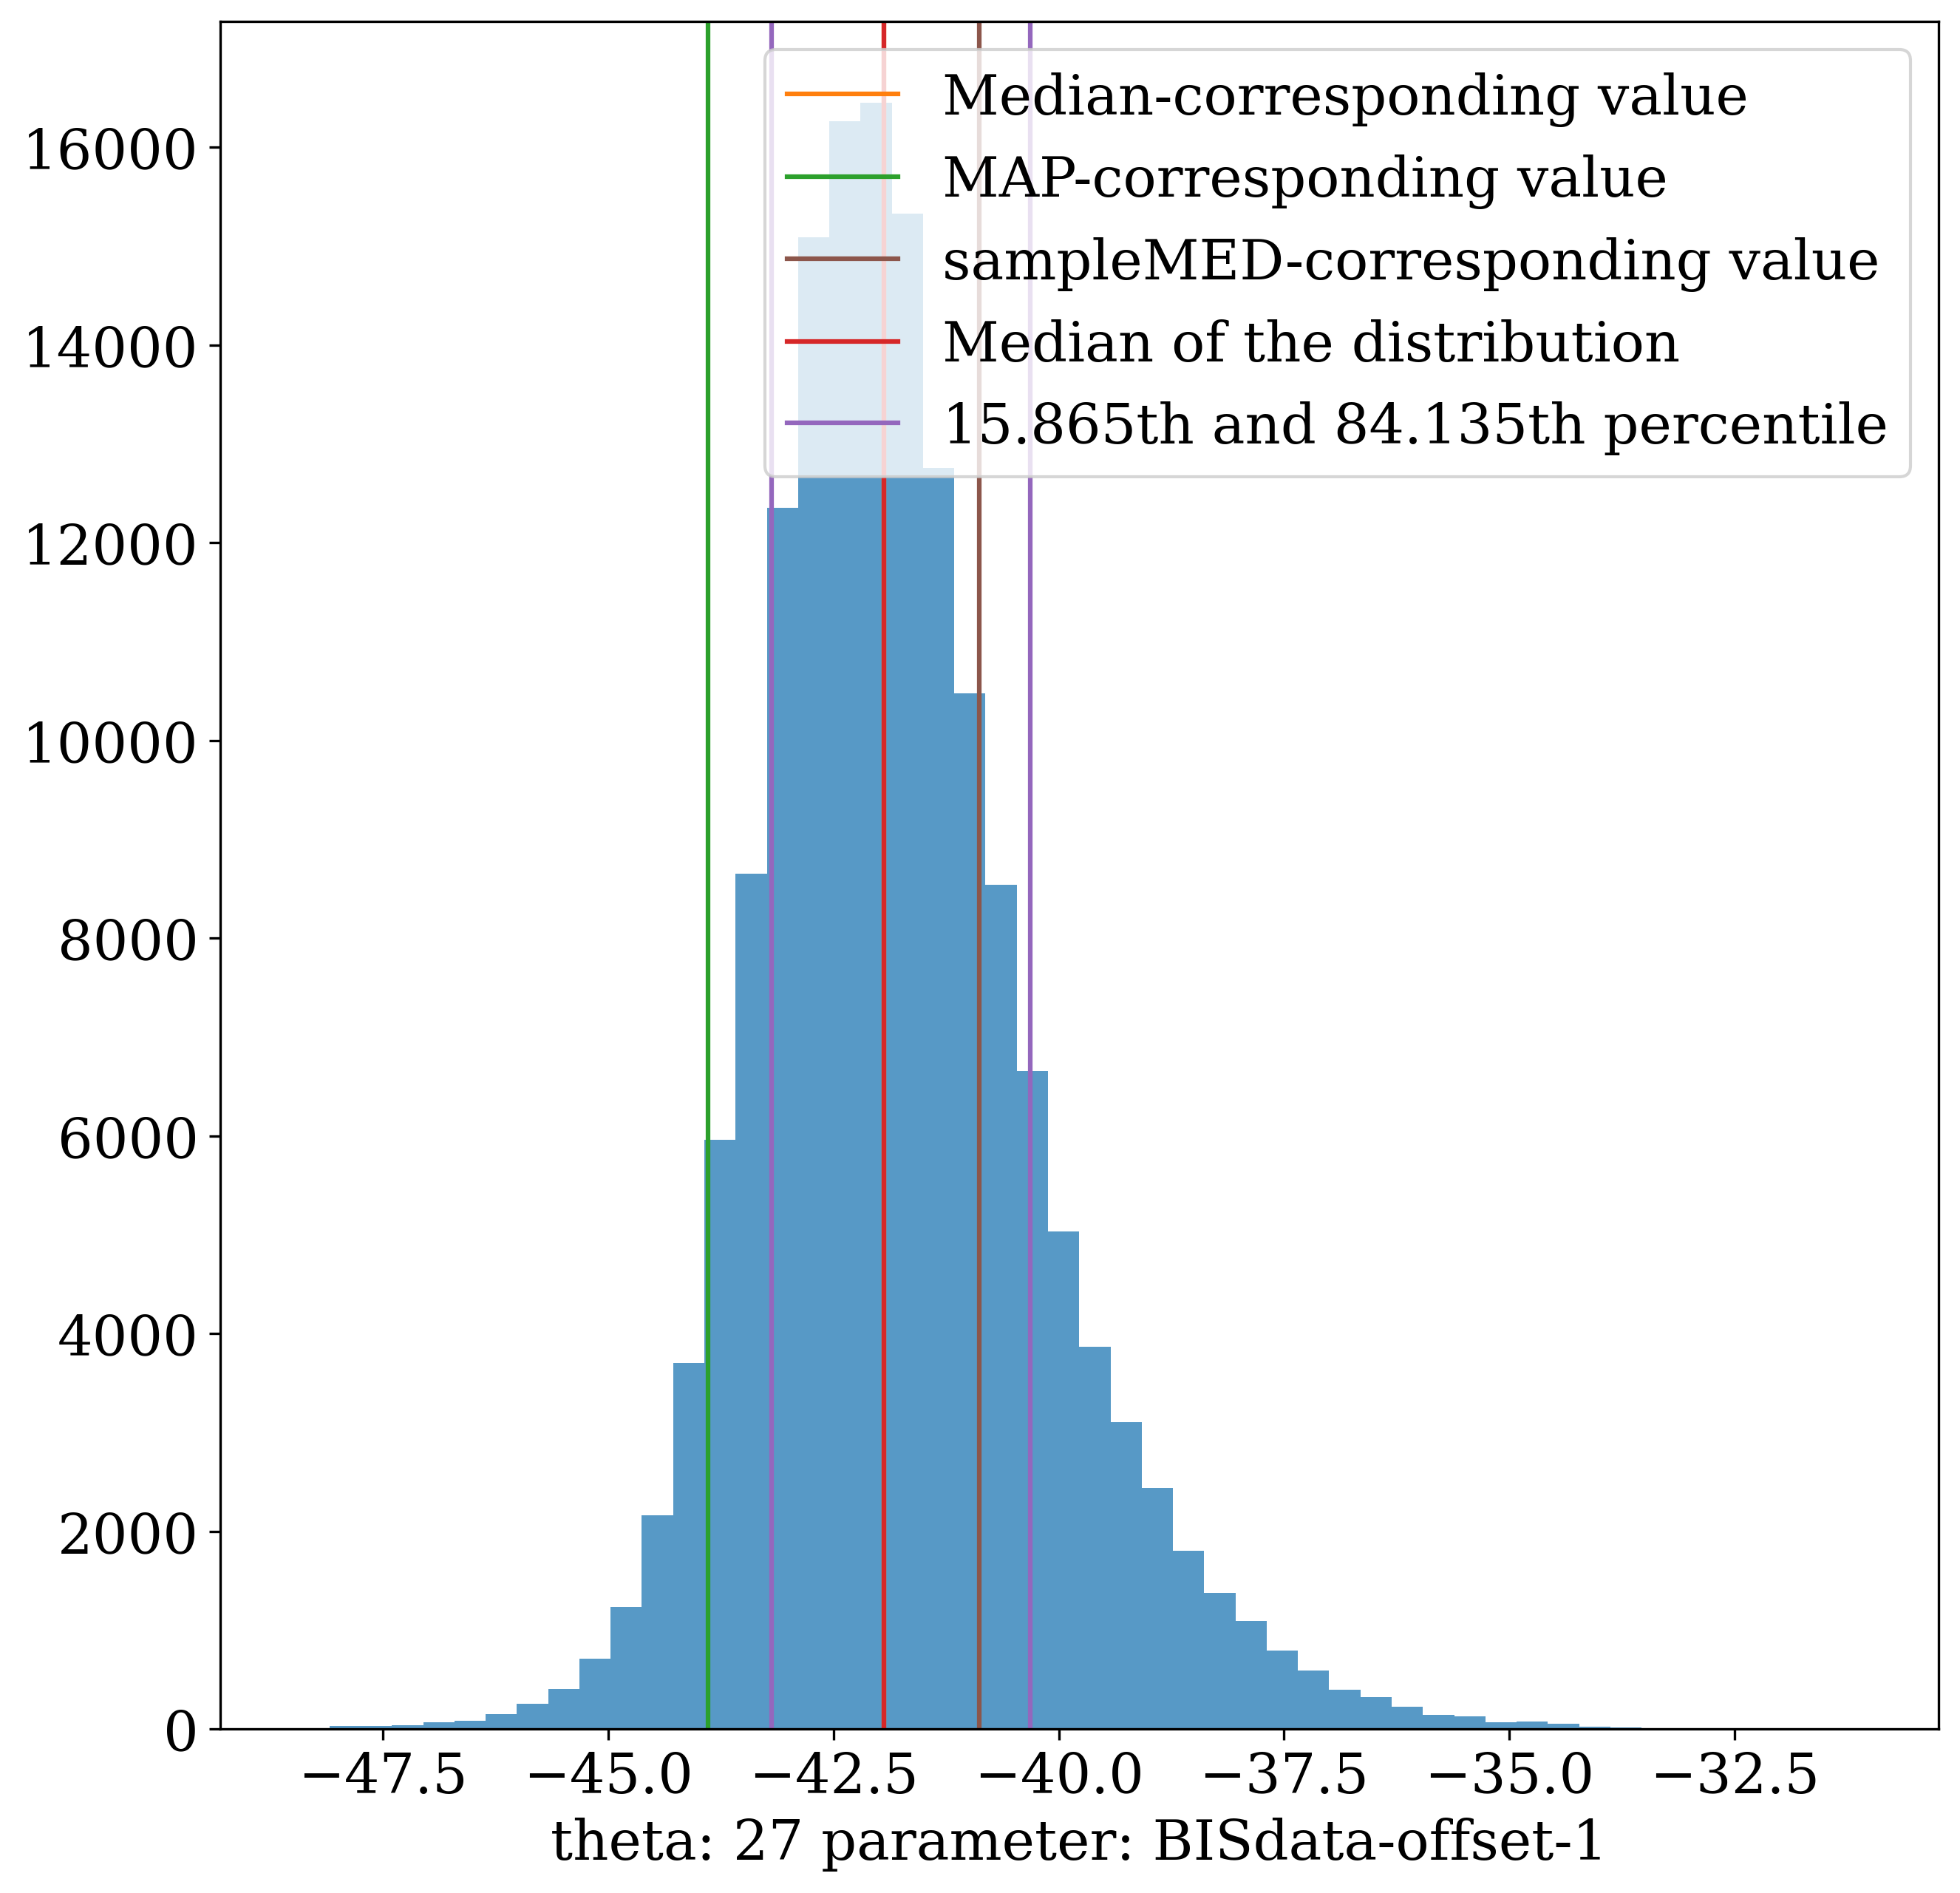 Median-corresponding value
MAP-corresponding value
sampleMED-corresponding value
Median of the distribution
15.865th and 84.135th percentile
16000
14000
12000
10000
8000
6000
4000
2000
0
−47.5 −45.0 −42.5 −40.0 −37.5 −35.0 −32.5
theta: 27 parameter: BISdata-offset-1